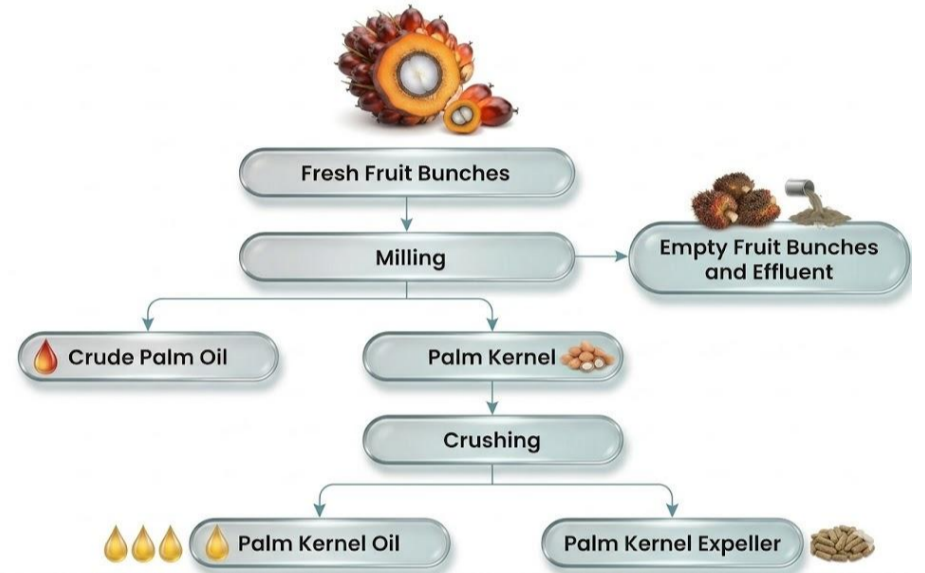 Fresh Fruit Bunches
Milling
Empty Fruit Bunches
and Effluent
Crude Palm Oil
Palm Kernel
Crushing
Palm Kernel Oil
Palm Kernel Expeller